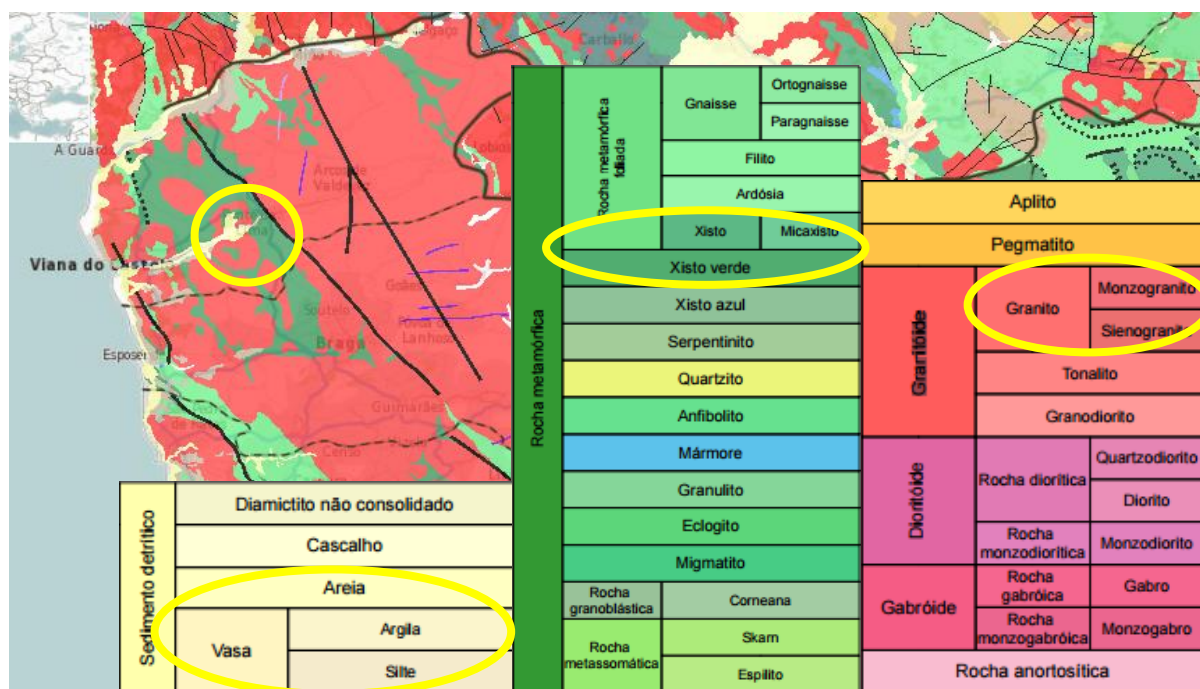 Carballo
A Guarda
Arcos de
Valdevez
Lobios
Viana do Castelo
Soutelo
Braga
Lanhoso
Esposen
Guimarães
Rocha metamórfica
Rocha metamórfica
foliada
Gnaisse
Ortognaisse
Paragnaisse
Filito
Ardósia
Xisto
Micaxisto
Xisto verde
Xisto azul
Serpentinito
Quartzito
Anfibolito
Mármore
Granulito
Eclogito
Migmatito
Rocha
granoblástica
Corneana
Rocha
metassomática
Skarn
Espilito
Aplito
Pegmatito
Granitóide
Granito
Monzogranito
Sienogranito
Tonalito
Granodiorito
Dioritóide
Rocha diorítica
Quartzodiorito
Diorito
Rocha
monzodiorítica
Monzodiorito
Gabróide
Rocha
gabróica
Gabro
Rocha
monzogabróica
Monzogabro
Rocha anortosítica
Sedimento detrítico
Diamictito não consolidado
Cascalho
Areia
Vasa
Argila
Silte